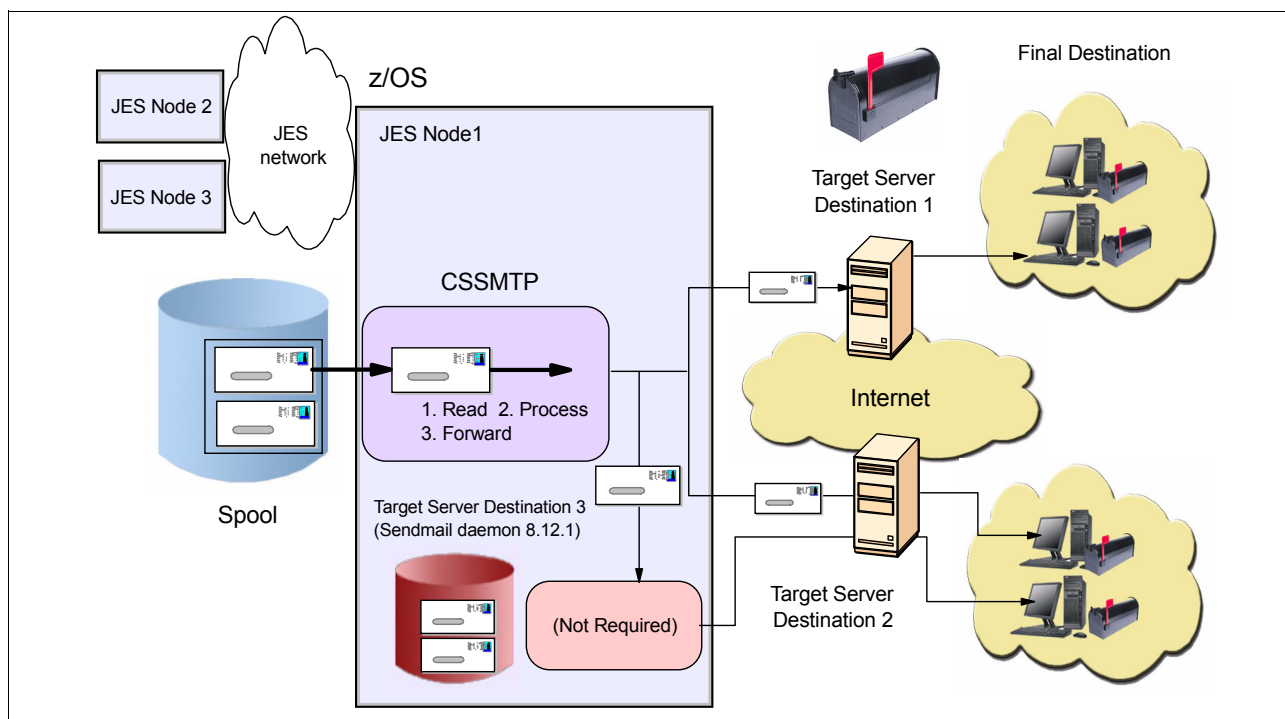 Final Destination
z/OS
JES Node 2
JES
network
JES Node1
JES Node 3
Target Server
Destination 1
CSSMTP
1. Read 2. Process
3. Forward
Internet
Spool
Target Server Destination 3
(Sendmail daemon 8.12.1)
(Not Required)
Target Server
Destination 2